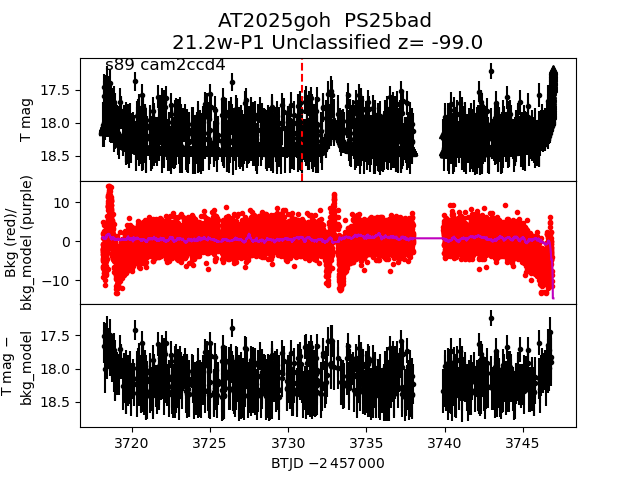 AT2025goh  PS25bad
21.2w-P1 Unclassified z= -99.0
s89 cam2ccd4
T mag
17.5
18.0
18.5
Bkg (red)/
bkg_model (purple)
10
0
−10
T mag −
bkg_model
17.5
18.0
18.5
3720 3725 3730 3735 3740 3745
BTJD −2 457 000